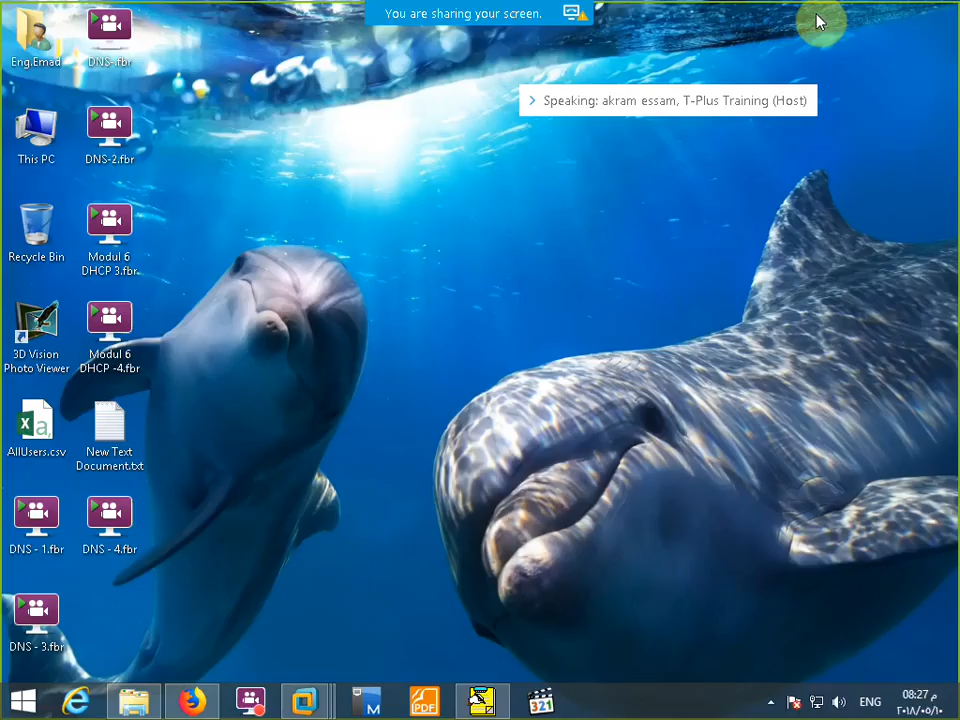 You are sharing your screen.
Speaking: akram essam, T-Plus Training (Host)
Eng.Emad
DNS-.fbr
This PC
DNS-2.fbr
Recycle Bin
Modul 6
DHCP 3.fbr
3D Vision
Photo Viewer
Modul 6
DHCP -4.fbr
AllUsers.csv
New Text
Document.txt
DNS - 1.fbr
DNS - 4.fbr
DNS - 3.fbr
M
PDF
321
ENG
08:27 م
٢٠١٨/٠٥/١٠